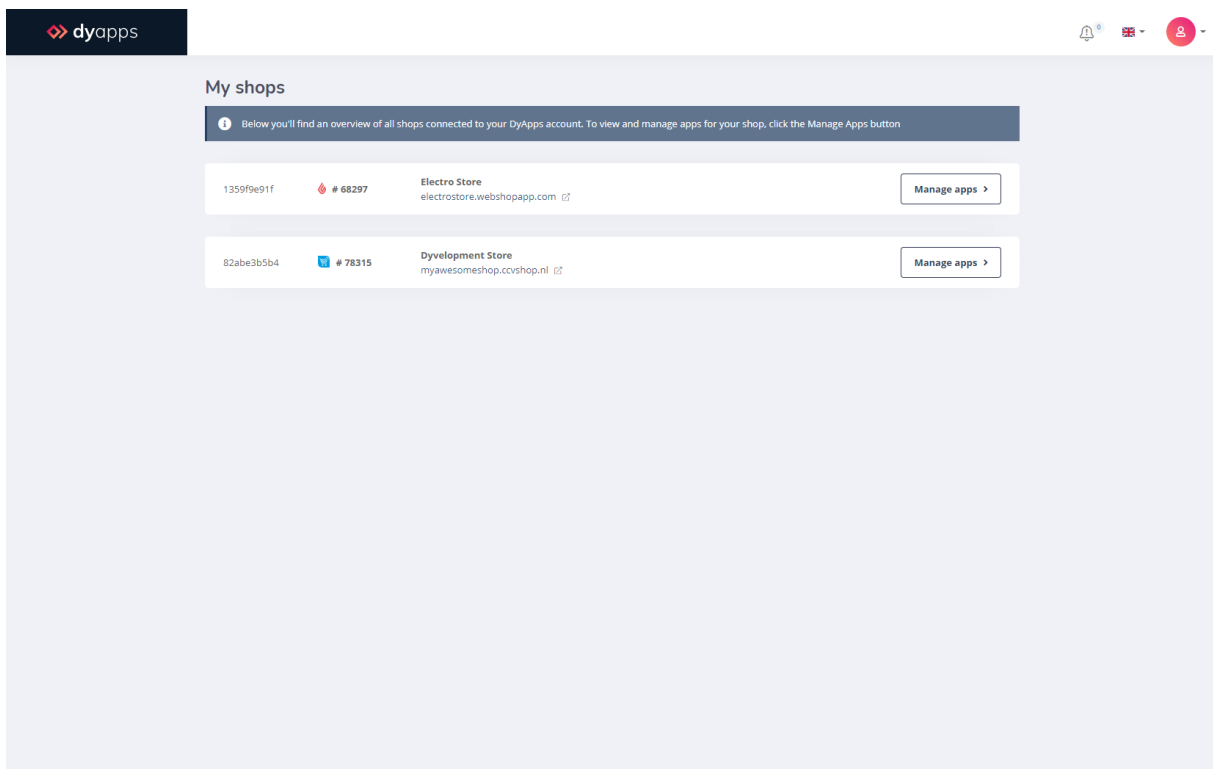 dyapps
0
My shops
Below you'll find an overview of all shops connected to your DyApps account. To view and manage apps for your shop, click the Manage Apps button
1359f9e91f # 68297 Electro Store Manage apps
electrostore.webshopapp.com
82abe3b5b4 # 78315 Dyvelopment Store Manage apps
myawesomeshop.ccvshop.nl